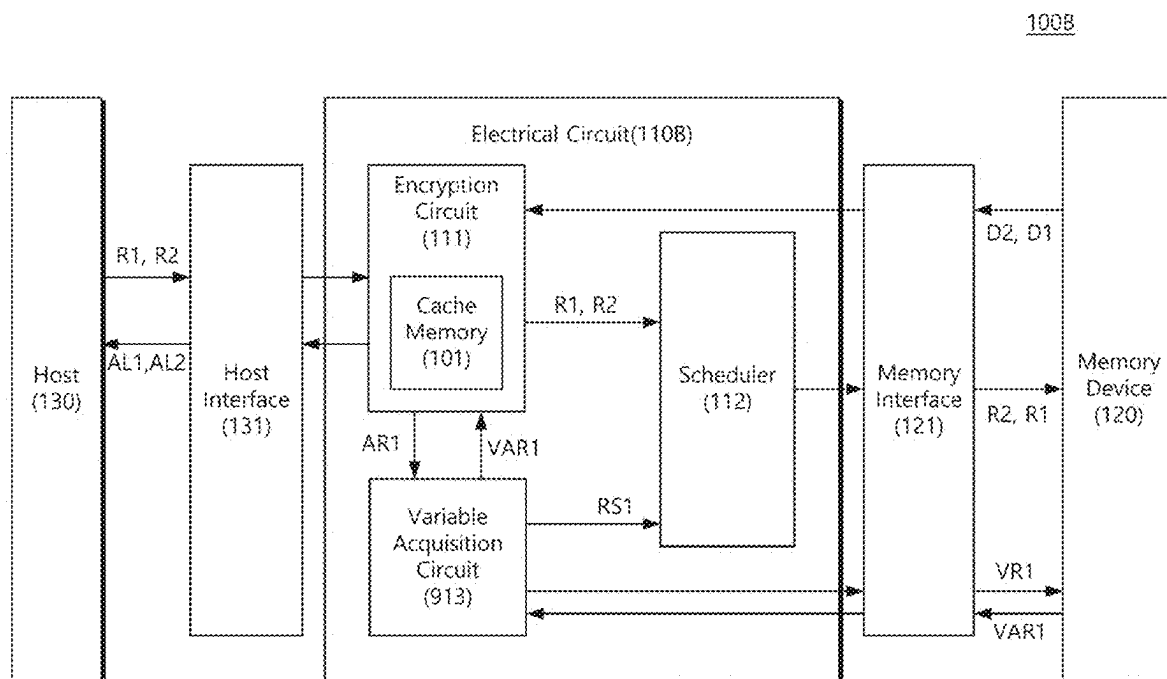 100B
Electrical Circuit(110B)
Encryption
Circuit
(111)
D2, D1
R1, R2
Cache
Memory
(101)
R1, R2
AL1,AL2
Host
(130)
Host
Interface
(131)
Scheduler
(112)
Memory
Interface
(121)
R2, R1
Memory
Device
(120)
AR1
VAR1
Variable
Acquisition
Circuit
(913)
RS1
VR1
VAR1